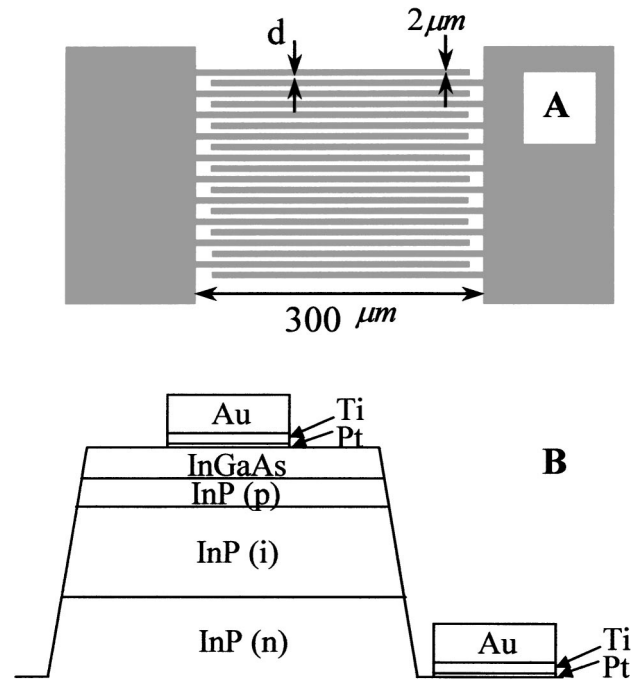 d
2μm
A
300 μm
Au
Ti
Pt
InGaAs
B
InP (p)
InP (i)
InP (n)
Au
Ti
Pt